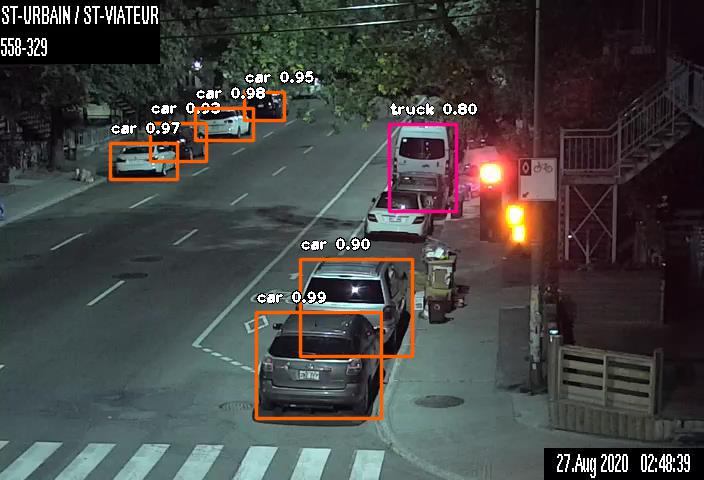 ST-URBAIN / ST-VIATEUR
558-329
car 0.95
car 0.98
car 0.93
car 0.97
truck 0.80
car 0.90
car 0.99
27.Aug 2020 02:48:39